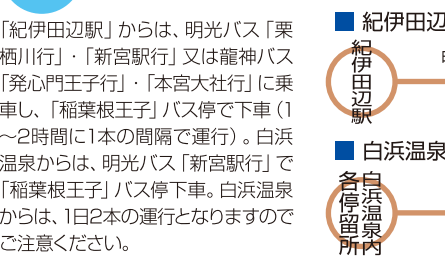 「紀伊田辺駅」からは、明光バス「栗
栖川行」・「新宮駅行」又は龍神バス
「発心門王子行」・「本宮大社行」に乗
車し、「稲葉根王子」バス停で下車（1
～2時間に1本の間隔で運行）。白浜
温泉からは、明光バス「新宮駅行」で
「稲葉根王子」バス停下車。白浜温泉
からは、1日2本の運行となりますので
ご注意ください。
■ 紀伊田辺
紀伊田辺駅
■ 白浜温泉
白浜温泉内
各停留所